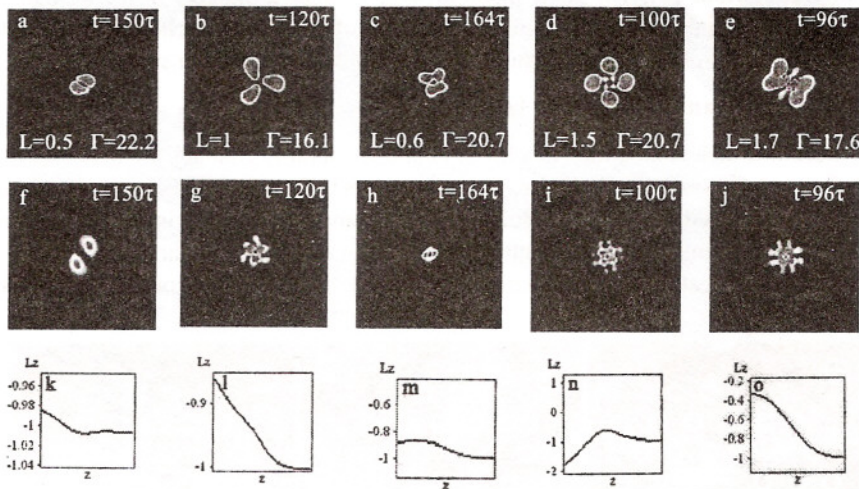 a t=150τ
b t=120τ
c t=164τ
d t=100τ
e t=96τ
L=0.5 Γ=22.2
L=1 Γ=16.1
L=0.6 Γ=20.7
L=1.5 Γ=20.7
L=1.7 Γ=17.6
f t=150τ
g t=120τ
h t=164τ
i t=100τ
j t=96τ
Lz
-0.96
-0.98
-1
-1.02
-1.04
k
z
Lz
-0.9
-1
l
z
Lz
-0.6
-0.8
-1
m
z
Lz
1
0
-1
-2
n
z
Lz
-0.2
-0.4
-0.6
-0.8
-1
o
z